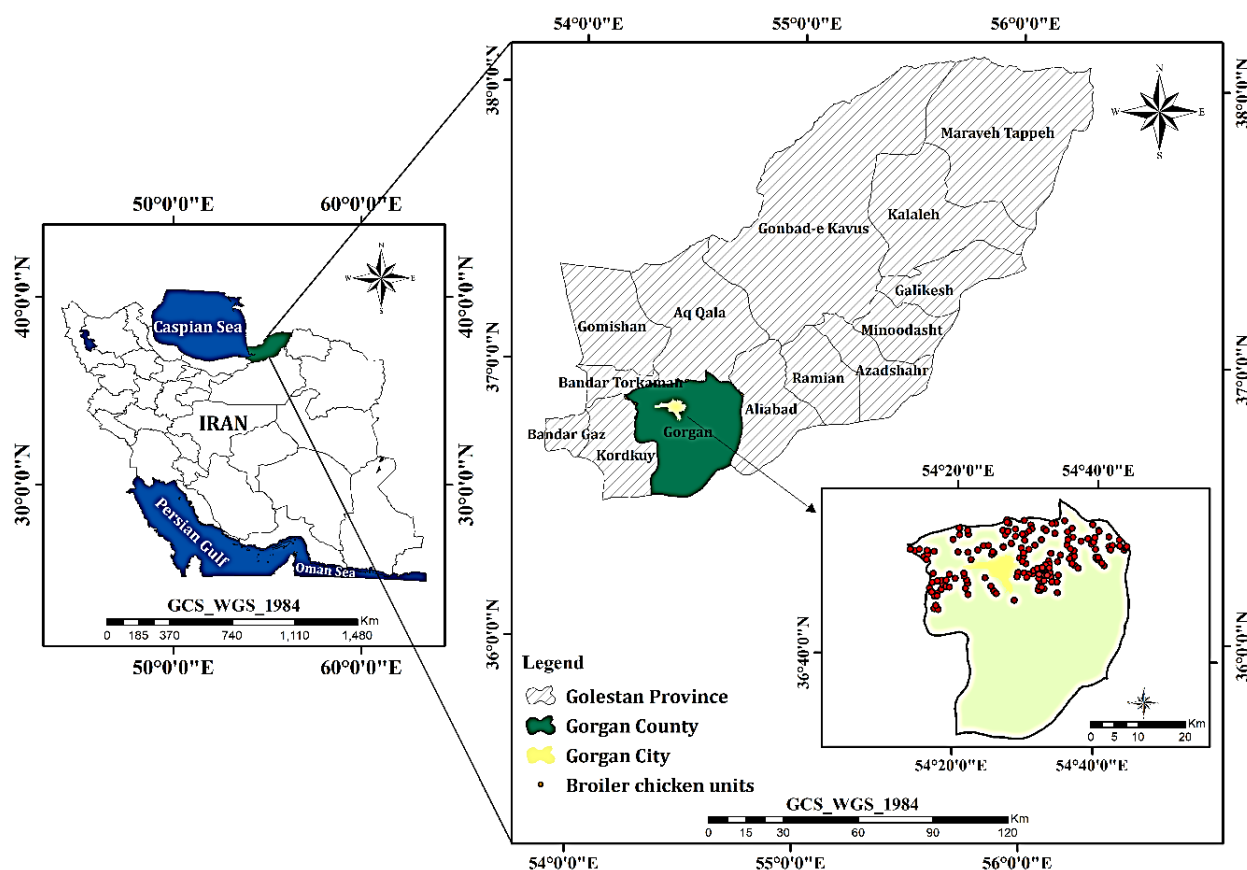 50°0'0"E 60°0'0"E
40°0'0"N
30°0'0"N
N
W E
S
Caspian Sea
IRAN
Persian Gulf
Oman Sea
GCS_WGS_1984
Km
0 185 370 740 1,110 1,480
50°0'0"E 60°0'0"E
40°0'0"N
30°0'0"N
54°0'0"E 55°0'0"E 56°0'0"E
38°0'0"N
37°0'0"N
36°0'0"N
N
W E
S
Maraveh Tappeh
Kalaleh
Gonbad-e Kavus
Galikesh
Aq Qala
Gomishan
Minoodasht
Azadshahr
Ramian
Bandar Torkaman
Aliabad
Gorgan
Bandar Gaz
Kordkuy
38°0'0"N
37°0'0"N
36°0'0"N
Legend
Golestan Province
Gorgan County
Gorgan City
Broiler chicken units
54°20'0"E 54°40'0"E
36°40'0"N
36°40'0"N
Km
0 5 10 20
54°20'0"E 54°40'0"E
GCS_WGS_1984
Km
0 15 30 60 90 120
54°0'0"E 55°0'0"E 56°0'0"E